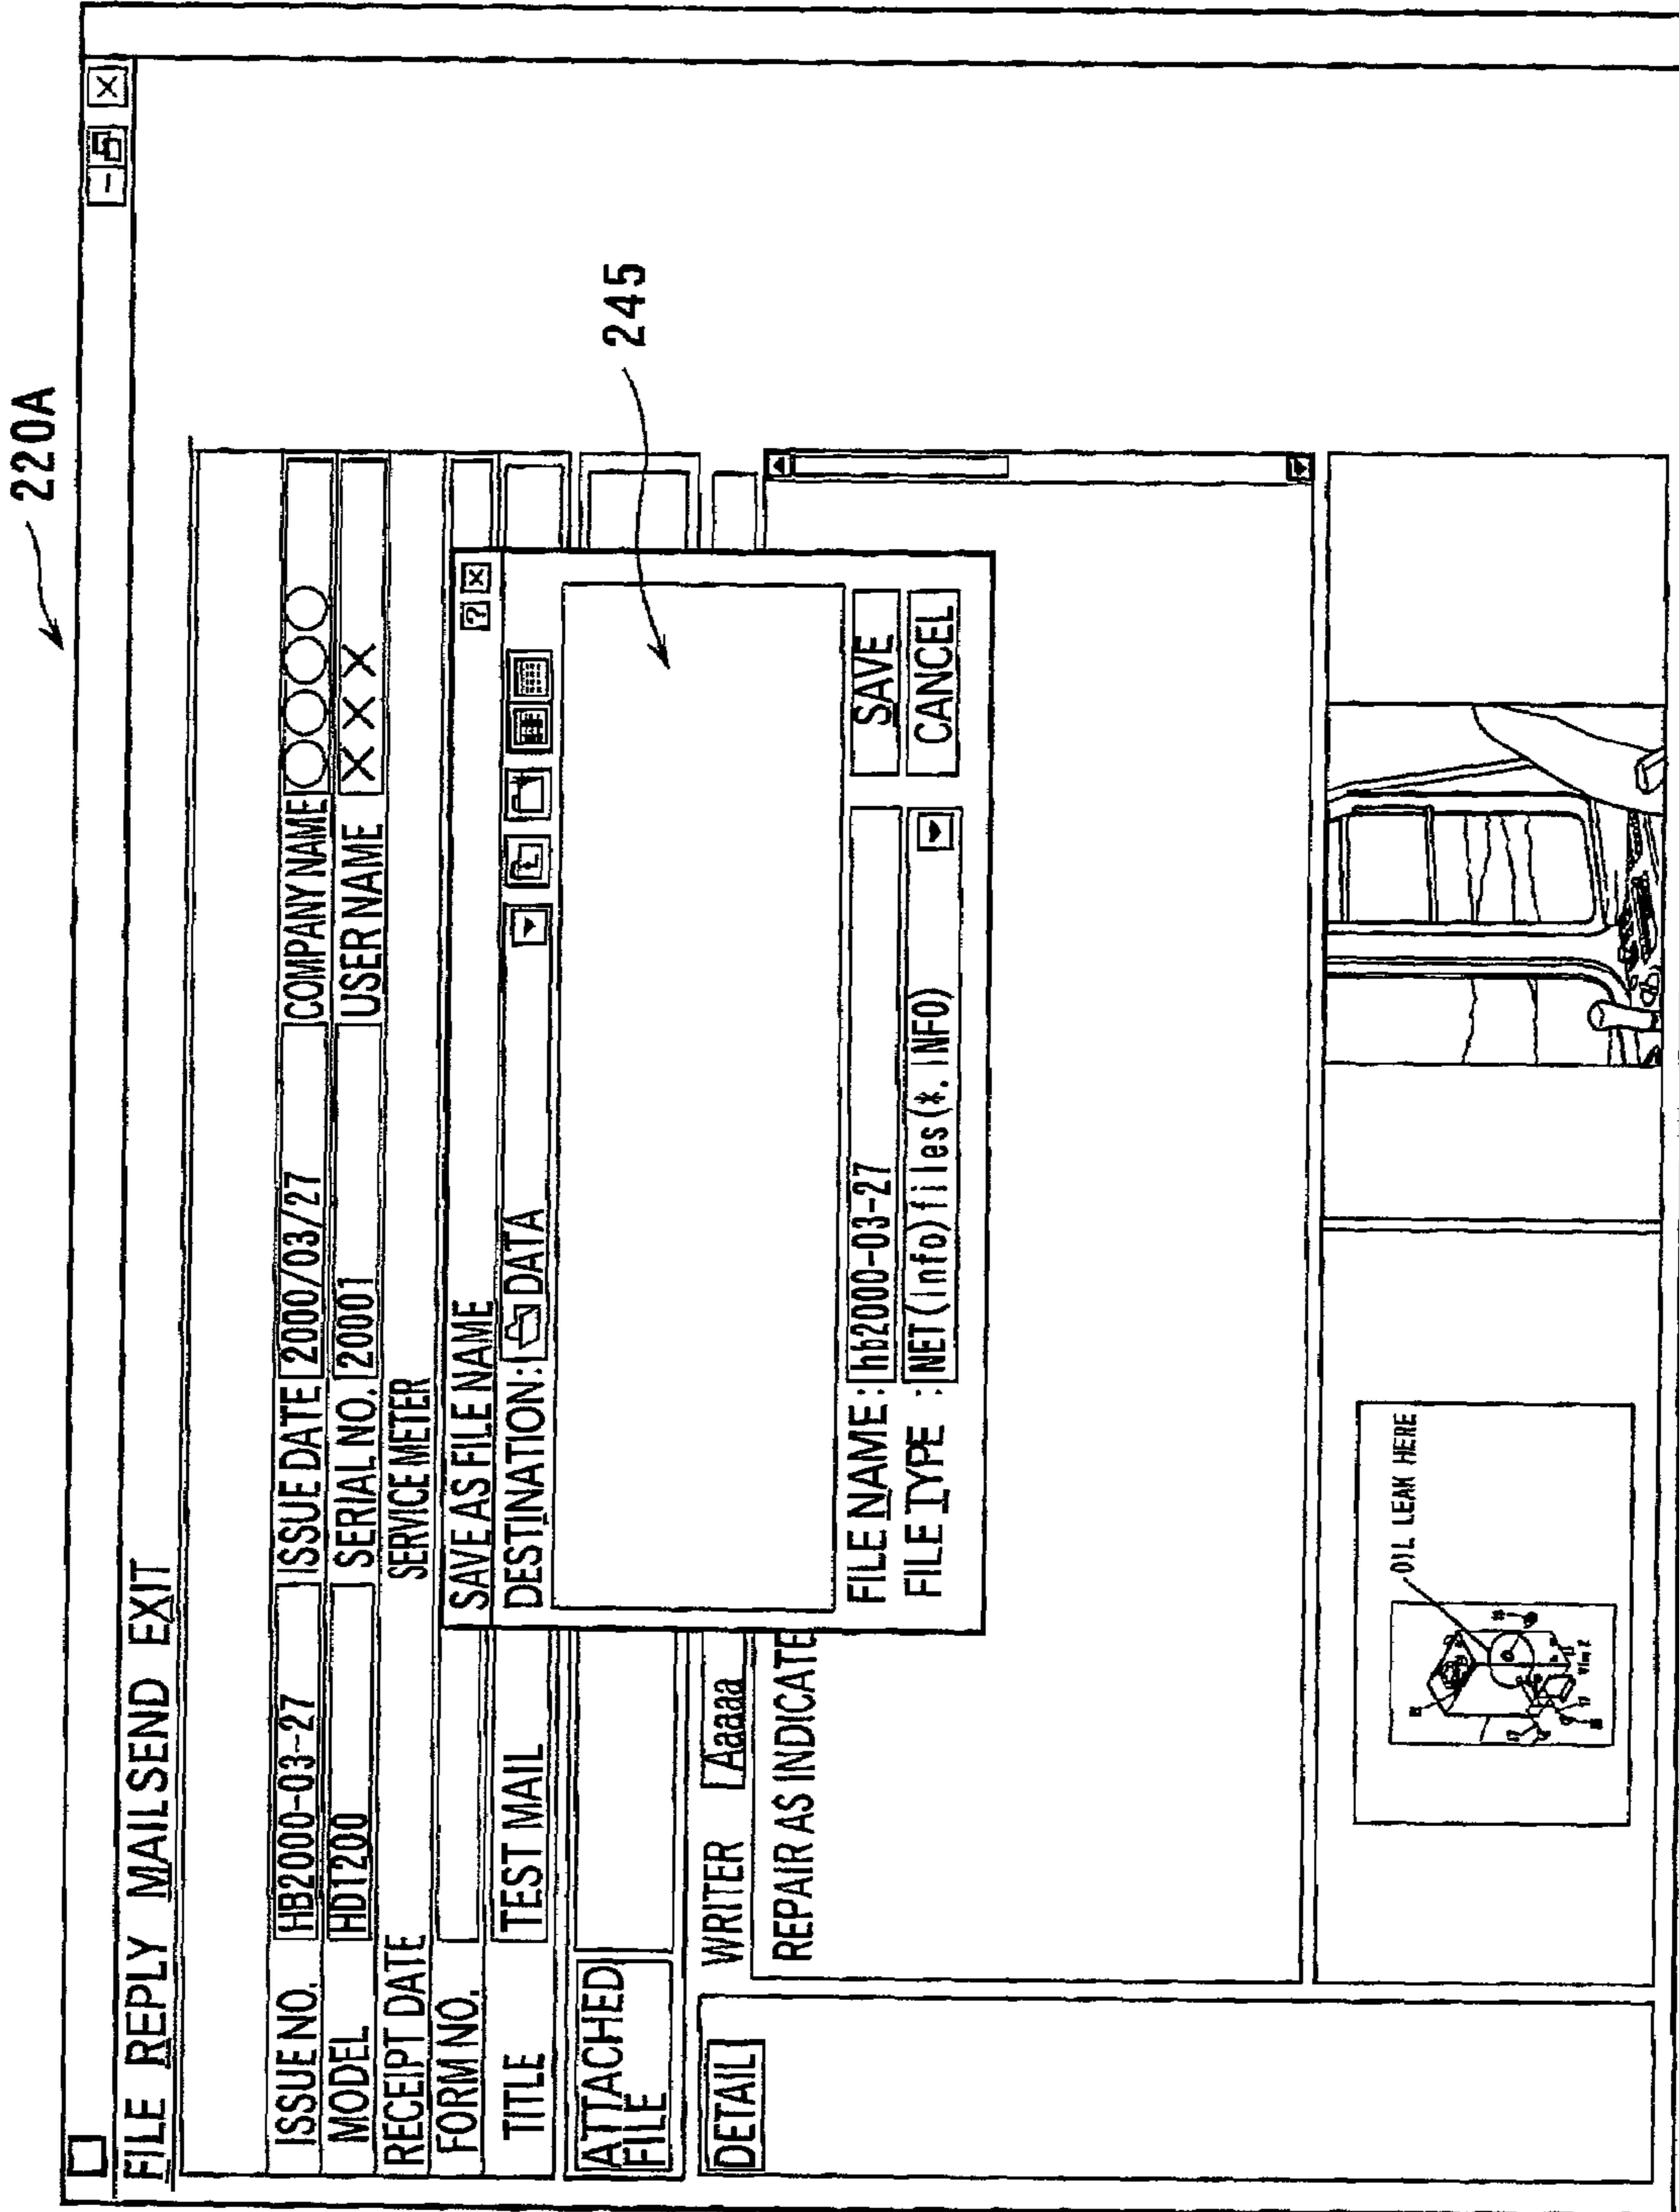 220A
FILE REPLY MAILSEND EXIT
ISSUE NO. HB2000-03-27 ISSUE DATE 2000/03/27 COMPANY NAME ○○○○
MODEL HD1200 SERIAL NO. 20001 USER NAME ×××
RECEIPT DATE SERVICE METER
FORM NO.
TITLE TEST MAIL
ATTACHED
FILE
SAVE AS FILE NAME
DESTINATION: DATA
245
FILE NAME: hb2000-03-27 SAVE
FILE TYPE : NET(info)files(*.INFO) CANCEL
DETAIL WRITER Aaaaa
REPAIR AS INDICATE
OIL LEAK HERE